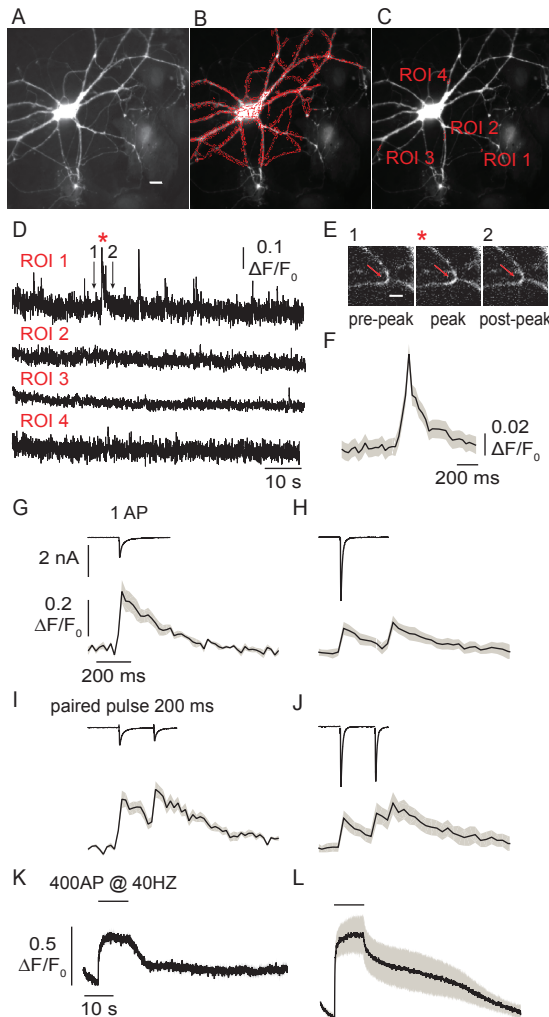 A
B
C
ROI 4
ROI 2
ROI 3
ROI 1
D
ROI 1
1
*
2
0.1
ΔF/F0
ROI 2
ROI 3
ROI 4
10 s
E
1
*
2
pre-peak
peak
post-peak
F
0.02
ΔF/F0
200 ms
G
1 AP
H
2 nA
0.2
ΔF/F0
200 ms
I
paired pulse 200 ms
J
K
400AP @ 40HZ
L
0.5
ΔF/F0
10 s